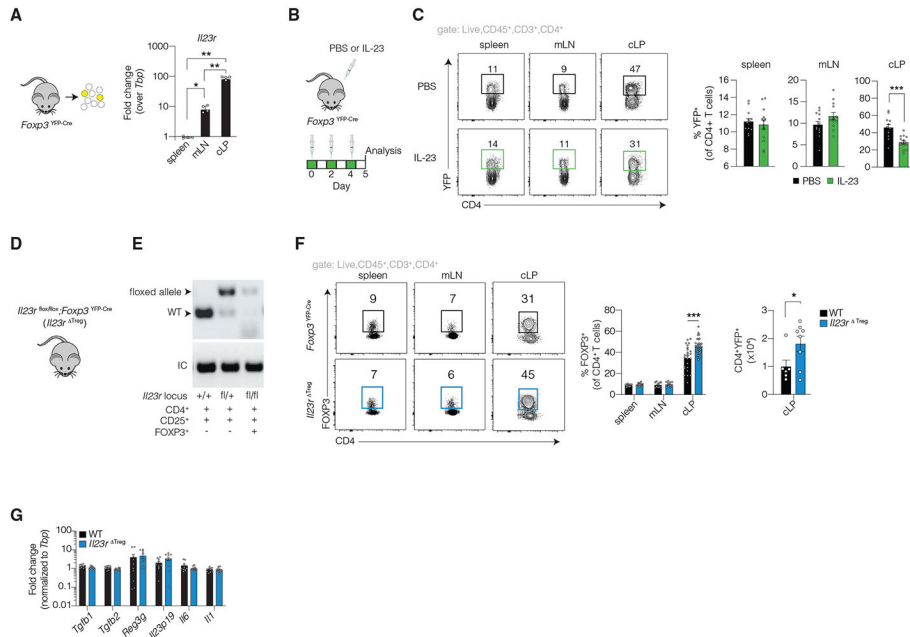 A
Il23r
Fold change
(over Tbp)
1000
100
10
1
*
**
**
spleen
mLN
cLP
Foxp3 YFP-Cre
B
PBS or IL-23
Foxp3 YFP-Cre
Analysis
0 2 4 5
Day
C
gate: Live,CD45⁺,CD3⁺,CD4⁺
spleen mLN cLP
PBS
11 9 47
IL-23
14 11 31
YFP
CD4
spleen mLN cLP
% YFP⁺
(of CD4+ T cells)
16
14
12
10
8
6
20
15
10
5
0
100
80
60
40
20
0
***
PBS IL-23
D
Il23r flox/flox;Foxp3 YFP-Cre
(Il23r ΔTreg)
E
floxed allele
WT
IC
Il23r locus +/+ fl/+ fl/fl
CD4⁺ + + +
CD25⁺ + + +
FOXP3⁺ - - +
F
gate: Live,CD45⁺,CD3⁺,CD4⁺
spleen mLN cLP
Foxp3 YFP-Cre
9 7 31
Il23r ΔTreg
7 6 45
FOXP3
CD4
% FOXP3⁺
(of CD4⁺T cells)
80
60
40
20
0
***
spleen
mLN
cLP
CD4⁺YFP⁺
(x10⁴)
3
2
1
0
*
cLP
WT
Il23r Δ Treg
G
Fold change
(normalized to Tbp)
100
10
1
0.1
0.01
WT
Il23r ΔTreg
Tgfb1
Tgfb2
Reg3g
Il23p19
Il6
Il1